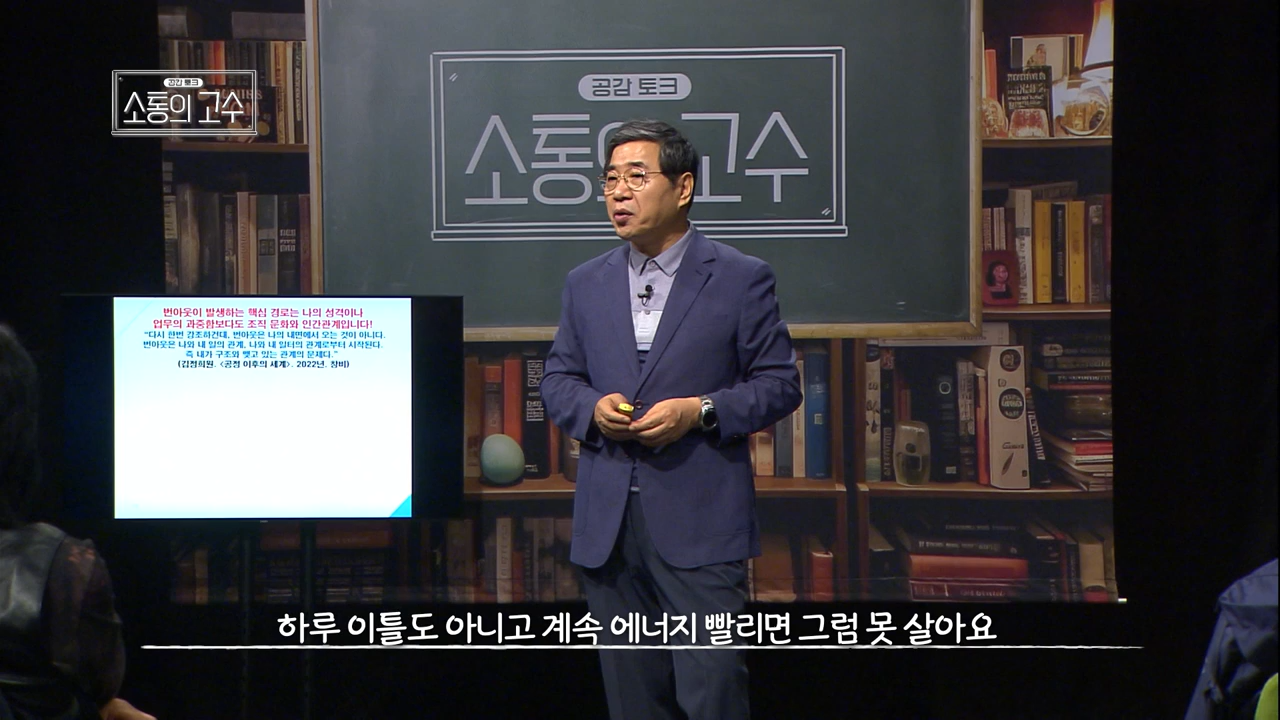 공감 토크
소통의 고수
공감 토크
소통의 고수
번아웃이 발생하는 핵심 경로는 나의 성격이나
업무의 과중함보다도 조직 문화와 인간관계입니다!
“다시 한번 강조하건대, 번아웃은 나의 내면에서 오는 것이 아니다.
번아웃은 나와 내 일의 관계, 나와 내 일터의 관계로부터 시작된다.
즉 내가 구조와 맺고 있는 관계의 문제다.”
(김정희원. <공정 이후의 세계>. 2022년. 창비)
하루 이틀도 아니고 계속 에너지 빨리면 그럼 못 살아요